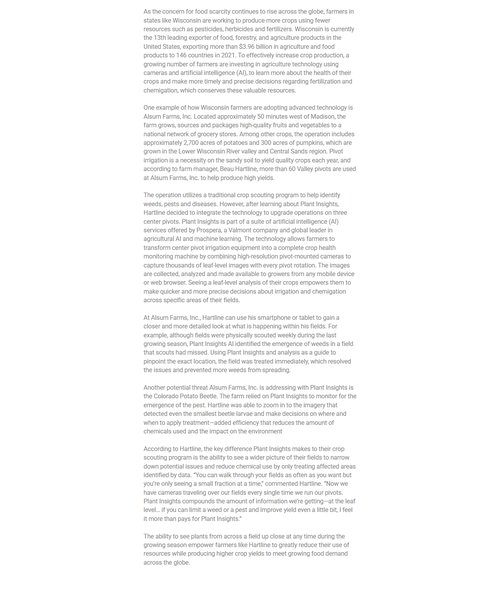 As the concern for food scarcity continues to rise across the globe, farmers in
states like Wisconsin are working to produce more crops using fewer
resources such as pesticides, herbicides and fertilizers. Wisconsin is currently
the 13th leading exporter of food, forestry, and agriculture products in the
United States, exporting more than $3.96 billion in agriculture and food
products to 146 countries in 2021. To effectively increase crop production, a
growing number of farmers are investing in agriculture technology using
cameras and artificial intelligence (AI), to learn more about the health of their
crops and make more timely and precise decisions regarding fertilization and
chemigation, which conserves these valuable resources.
One example of how Wisconsin farmers are adopting advanced technology is
Alsum Farms, Inc. Located approximately 50 minutes west of Madison, the
farm grows, sources and packages high-quality fruits and vegetables to a
national network of grocery stores. Among other crops, the operation includes
approximately 2,700 acres of potatoes and 300 acres of pumpkins, which are
grown in the Lower Wisconsin River valley and Central Sands region. Pivot
irrigation is a necessity on the sandy soil to yield quality crops each year, and
according to farm manager, Beau Hartline, more than 60 Valley pivots are used
at Alsum Farms, Inc. to help produce high yields.
The operation utilizes a traditional crop scouting program to help identify
weeds, pests and diseases. However, after learning about Plant Insights,
Hartline decided to integrate the technology to upgrade operations on three
center pivots. Plant Insights is part of a suite of artificial intelligence (AI)
services offered by Prospera, a Valmont company and global leader in
agricultural AI and machine learning. The technology allows farmers to
transform center pivot irrigation equipment into a complete crop health
monitoring machine by combining high-resolution pivot-mounted cameras to
capture thousands of leaf-level images with every pivot rotation. The images
are collected, analyzed and made available to growers from any mobile device
or web browser. Seeing a leaf-level analysis of their crops empowers them to
make quicker and more precise decisions about irrigation and chemigation
across specific areas of their fields.
At Alsum Farms, Inc., Hartline can use his smartphone or tablet to gain a
closer and more detailed look at what is happening within his fields. For
example, although fields were physically scouted weekly during the last
growing season, Plant Insights AI identified the emergence of weeds in a field
that scouts had missed. Using Plant Insights and analysis as a guide to
pinpoint the exact location, the field was treated immediately, which resolved
the issues and prevented more weeds from spreading.
Another potential threat Alsum Farms, Inc. is addressing with Plant Insights is
the Colorado Potato Beetle. The farm relied on Plant Insights to monitor for the
emergence of the pest. Hartline was able to zoom in to the imagery that
detected even the smallest beetle larvae and make decisions on where and
when to apply treatment—added efficiency that reduces the amount of
chemicals used and the impact on the environment
According to Hartline, the key difference Plant Insights makes to their crop
scouting program is the ability to see a wider picture of their fields to narrow
down potential issues and reduce chemical use by only treating affected areas
identified by data. "You can walk through your fields as often as you want but
you're only seeing a small fraction at a time," commented Hartline. "Now we
have cameras traveling over our fields every single time we run our pivots.
Plant Insights compounds the amount of information we're getting—at the leaf
level… if you can limit a weed or a pest and improve yield even a little bit, I feel
it more than pays for Plant Insights."
The ability to see plants from across a field up close at any time during the
growing season empower farmers like Hartline to greatly reduce their use of
resources while producing higher crop yields to meet growing food demand
across the globe.